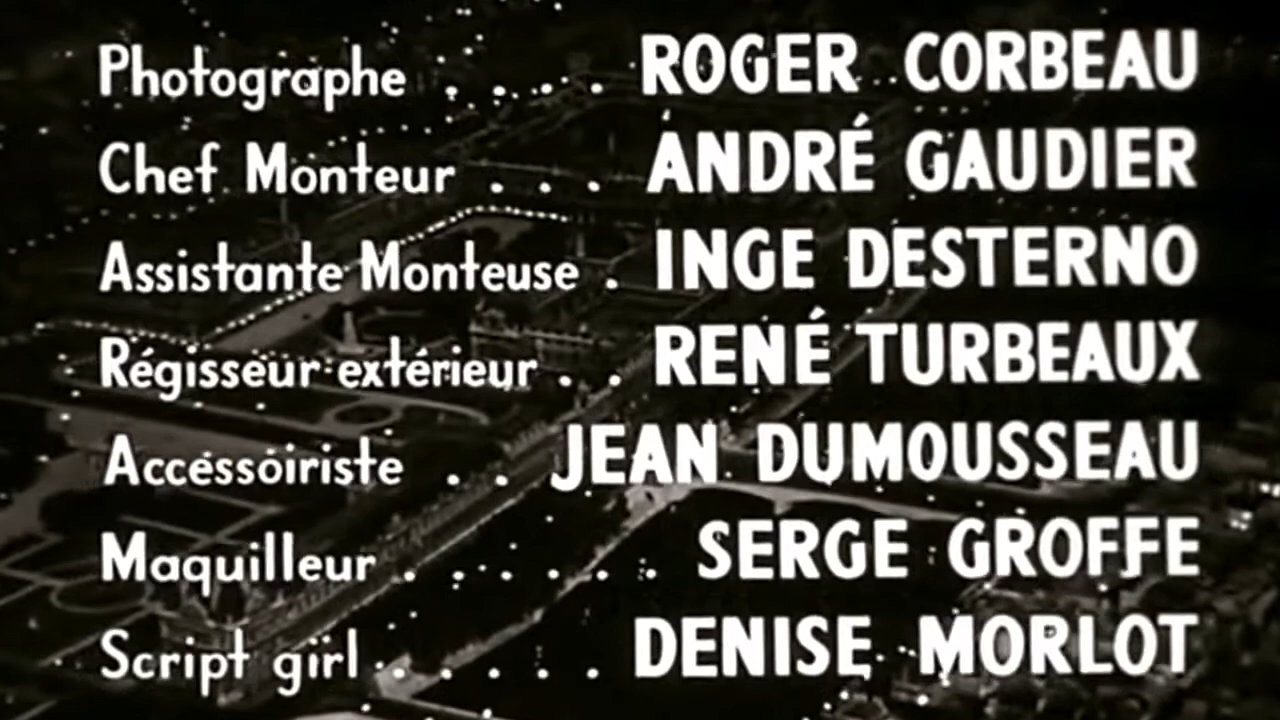 Photographe . . . . ROGER CORBEAU
Chef Monteur . . . ANDRÉ GAUDIER
Assistante Monteuse . INGE DESTERNO
Régisseur extérieur . . RENÉ TURBEAUX
Accessoiriste . . JEAN DUMOUSSEAU
Maquilleur . . . . . . SERGE GROFFE
Script girl . . . . . DENISE MORLOT